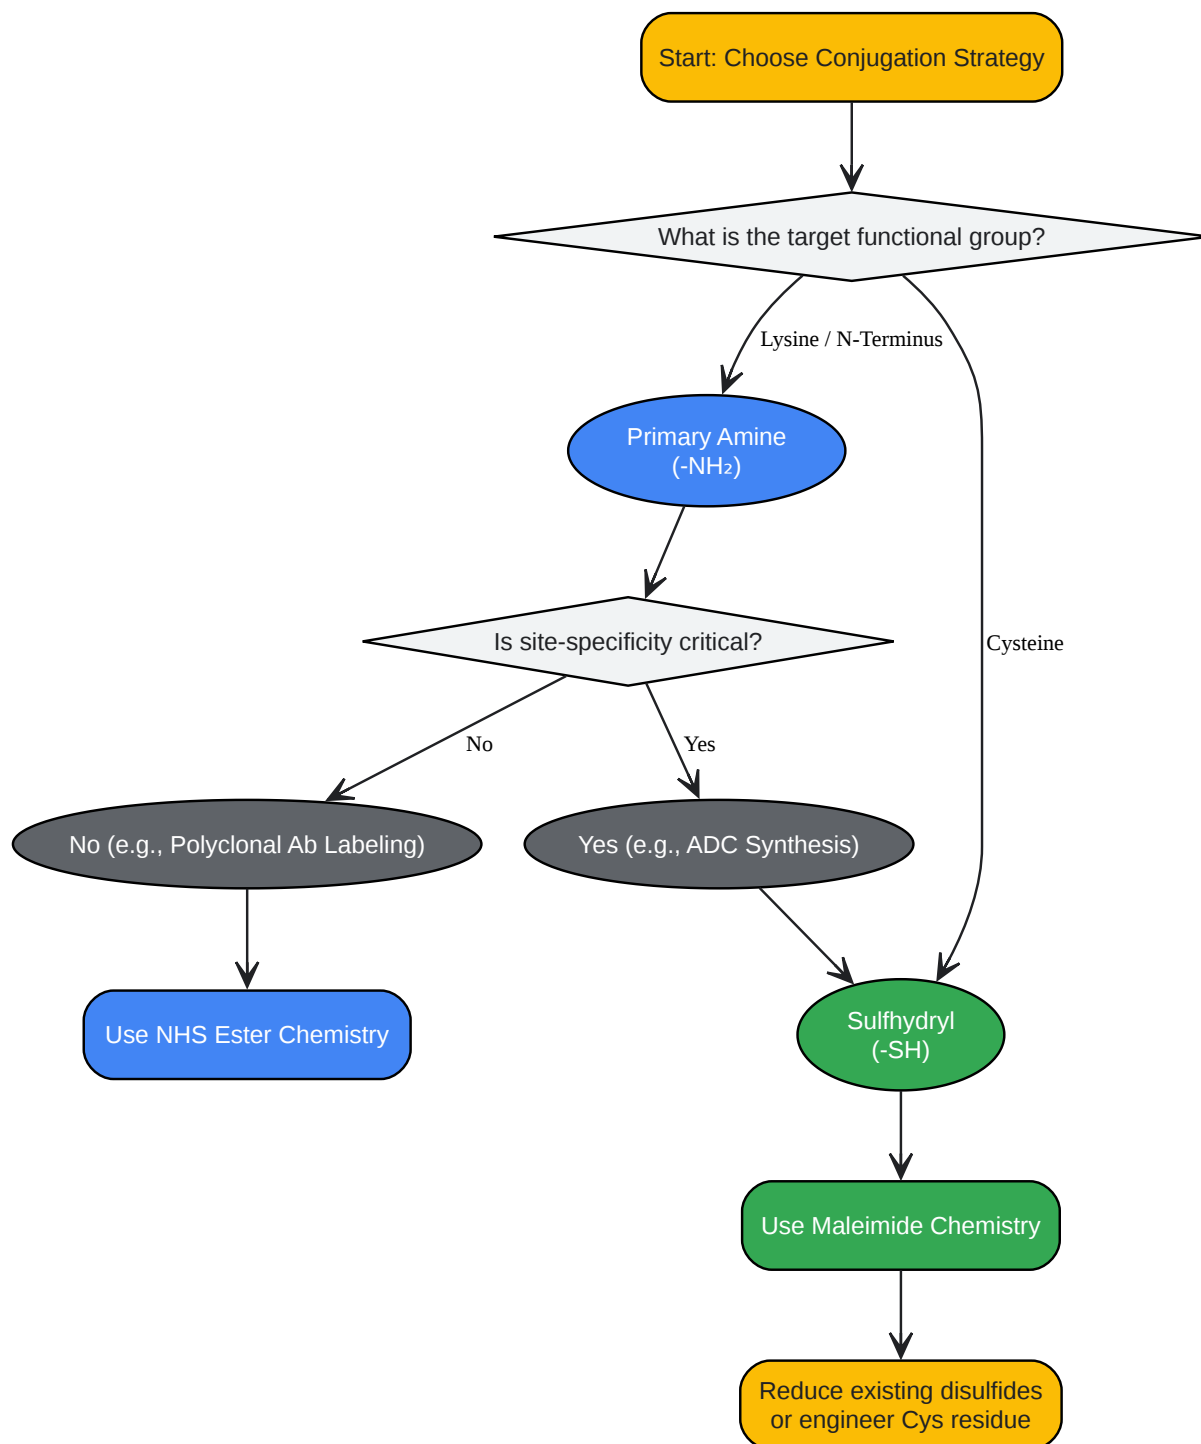 Start: Choose Conjugation Strategy
What is the target functional group?
Lysine / N-Terminus
Primary Amine
(-NH₂)
Is site-specificity critical?
Cysteine
No
Yes
No (e.g., Polyclonal Ab Labeling)
Yes (e.g., ADC Synthesis)
Use NHS Ester Chemistry
Sulfhydryl
(-SH)
Use Maleimide Chemistry
Reduce existing disulfides
or engineer Cys residue